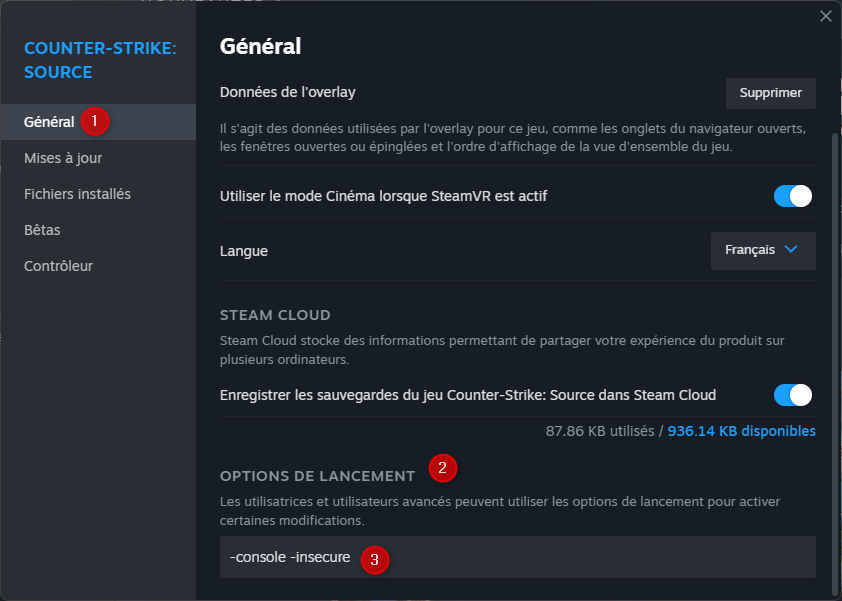 COUNTER-STRIKE:
SOURCE
Général 1
Mises à jour
Fichiers installés
Bêtas
Contrôleur
Général
Données de l'overlay
Supprimer
Il s'agit des données utilisées par l'overlay pour ce jeu, comme les onglets du navigateur ouverts,
les fenêtres ouvertes ou épinglées et l'ordre d'affichage de la vue d'ensemble du jeu.
Utiliser le mode Cinéma lorsque SteamVR est actif
Langue
Français
STEAM CLOUD
Steam Cloud stocke des informations permettant de partager votre expérience du produit sur
plusieurs ordinateurs.
Enregistrer les sauvegardes du jeu Counter-Strike: Source dans Steam Cloud
87.86 KB utilisés / 936.14 KB disponibles
OPTIONS DE LANCEMENT 2
Les utilisatrices et utilisateurs avancés peuvent utiliser les options de lancement pour activer
certaines modifications.
-console -insecure 3